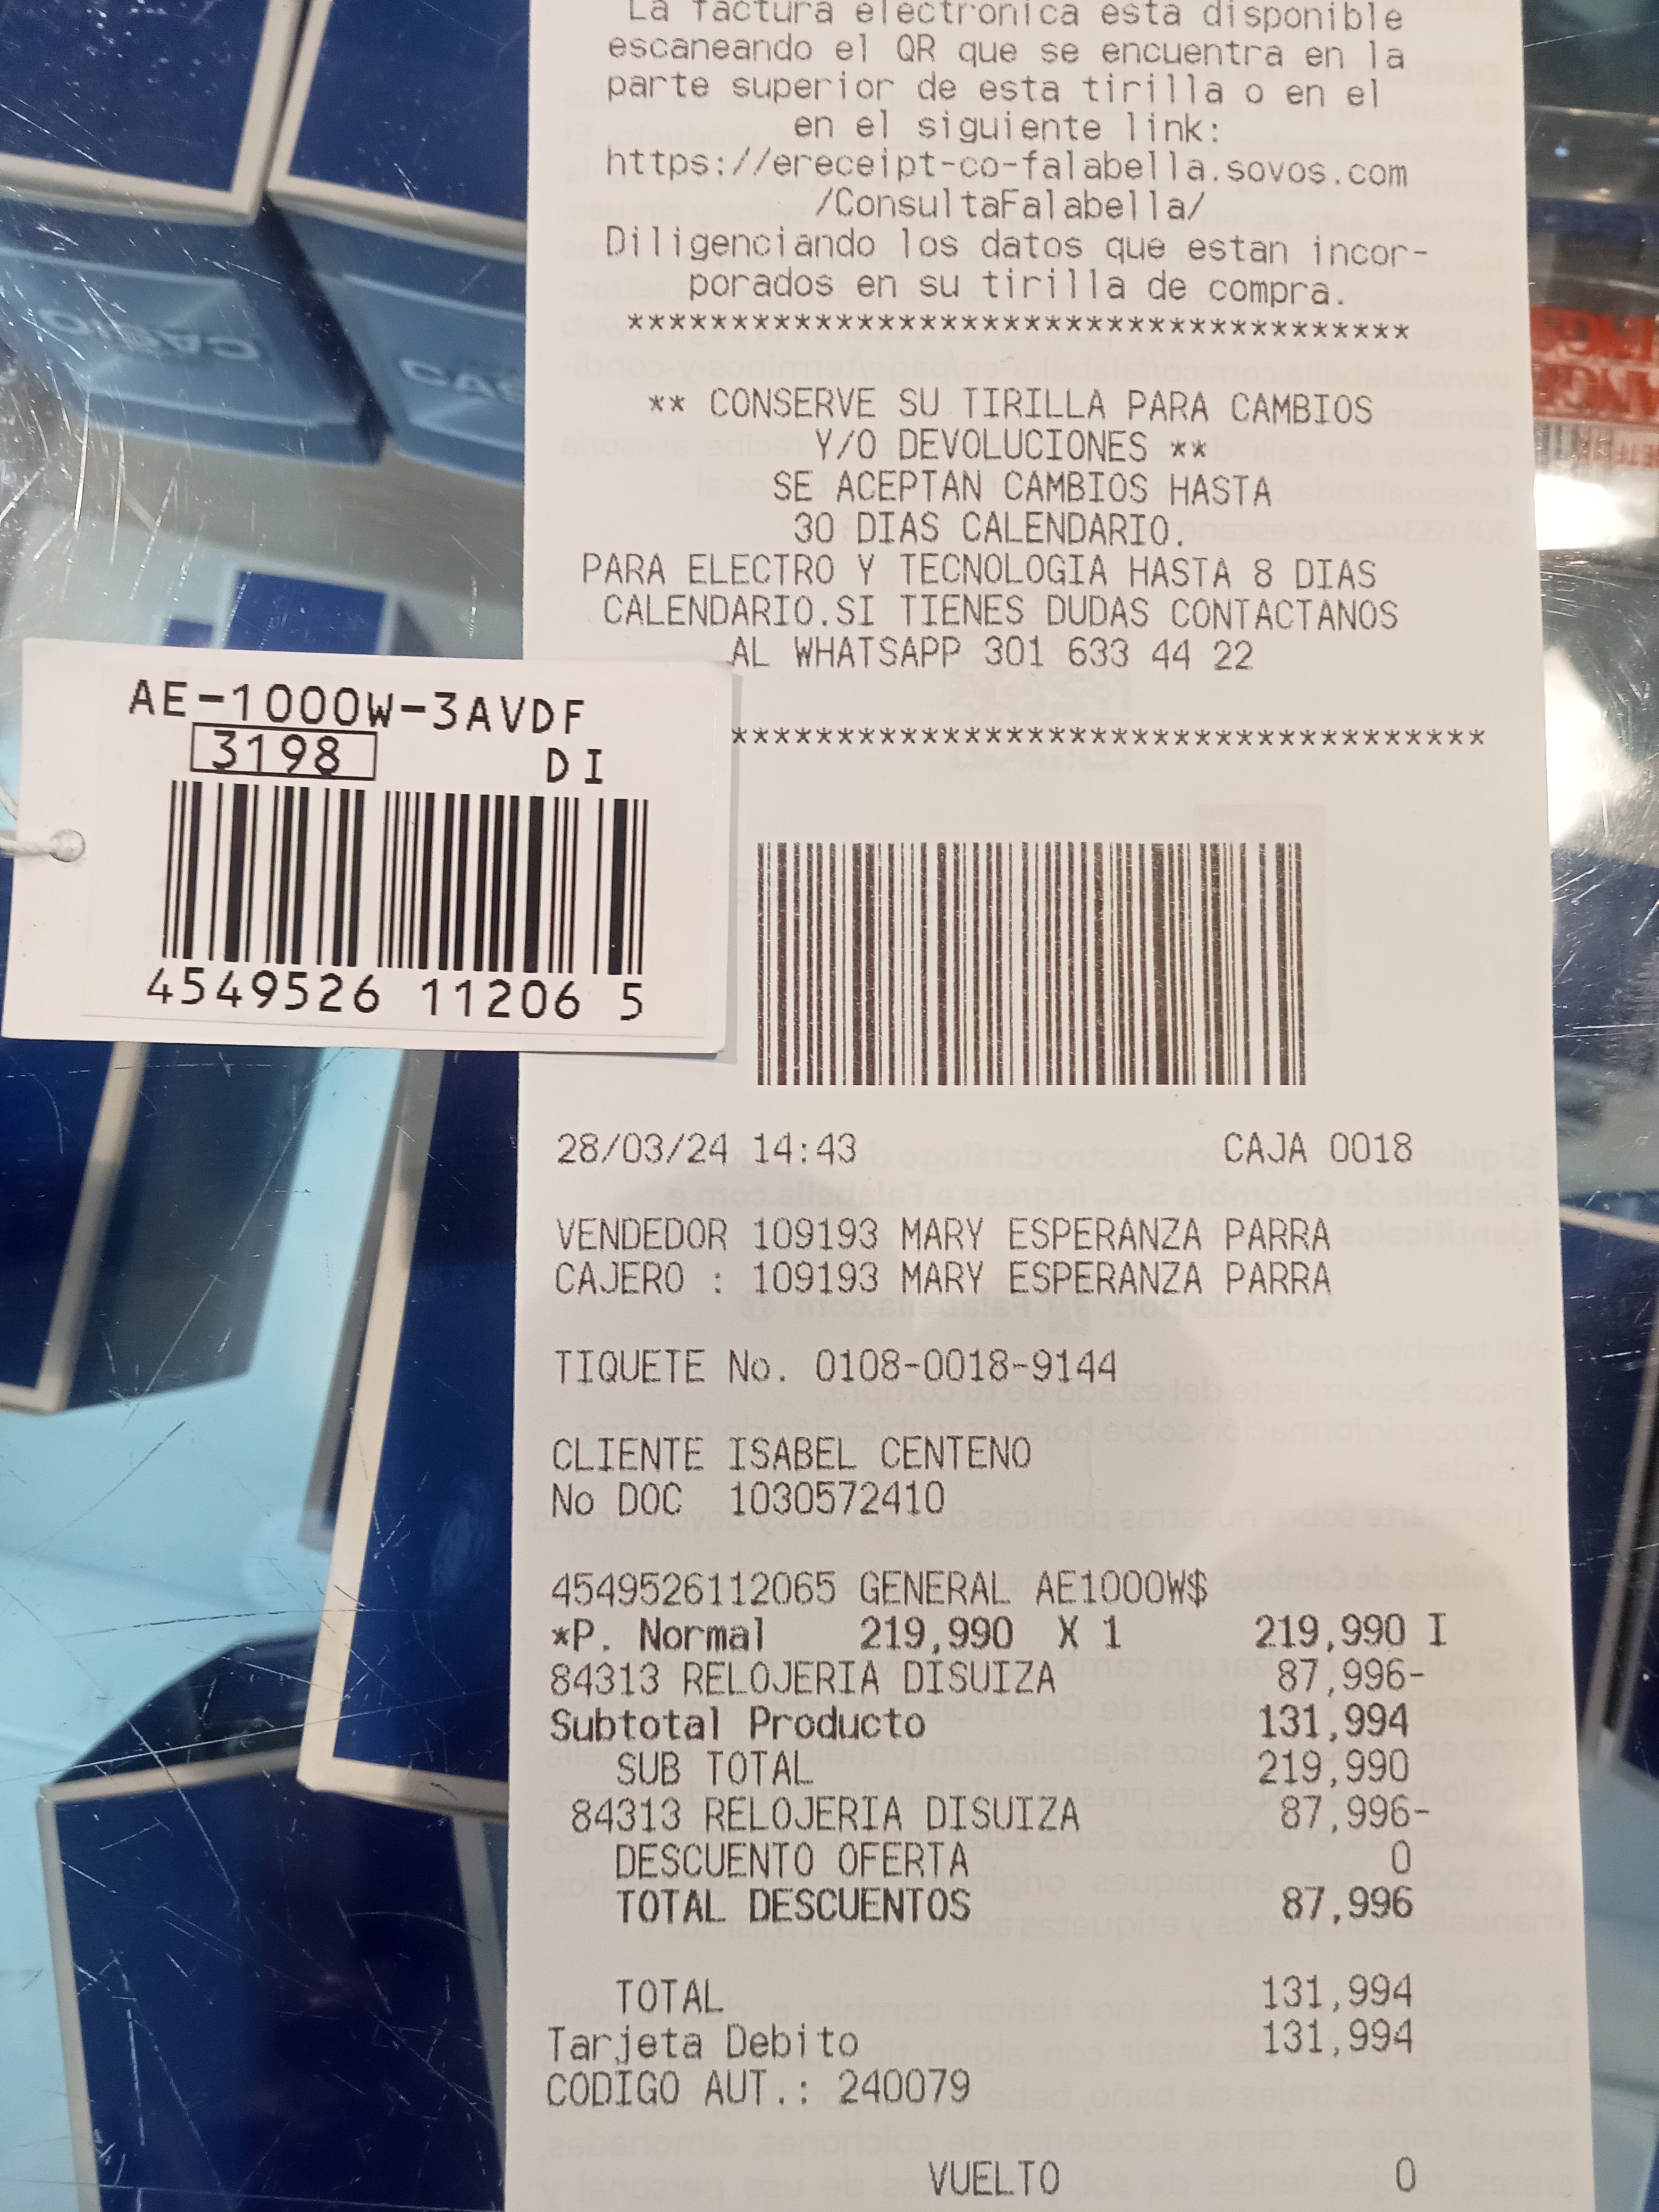 La factura electronica esta disponible
escaneando el QR que se encuentra en la
parte superior de esta tirilla o en el
en el siguiente link:
https://ereceipt-co-falabella.sovos.com
/ConsultaFalabella/
Diligenciando los datos que estan incor-
porados en su tirilla de compra.
**************************************
** CONSERVE SU TIRILLA PARA CAMBIOS
Y/O DEVOLUCIONES **
SE ACEPTAN CAMBIOS HASTA
30 DIAS CALENDARIO.
PARA ELECTRO Y TECNOLOGIA HASTA 8 DIAS
CALENDARIO.SI TIENES DUDAS CONTACTANOS
AL WHATSAPP 301 633 44 22
*************************************
AE-1000W-3AVDF
3198 DI
4549526 11206 5
CASIO
28/03/24 14:43 CAJA 0018
VENDEDOR 109193 MARY ESPERANZA PARRA
CAJERO : 109193 MARY ESPERANZA PARRA
TIQUETE No. 0108-0018-9144
CLIENTE ISABEL CENTENO
No DOC 1030572410
4549526112065 GENERAL AE1000W$
*P. Normal 219,990 X 1 219,990 I
84313 RELOJERIA DISUIZA 87,996-
Subtotal Producto 131,994
SUB TOTAL 219,990
84313 RELOJERIA DISUIZA 87,996-
DESCUENTO OFERTA 0
TOTAL DESCUENTOS 87,996
TOTAL 131,994
Tarjeta Debito 131,994
CODIGO AUT.: 240079
VUELTO 0